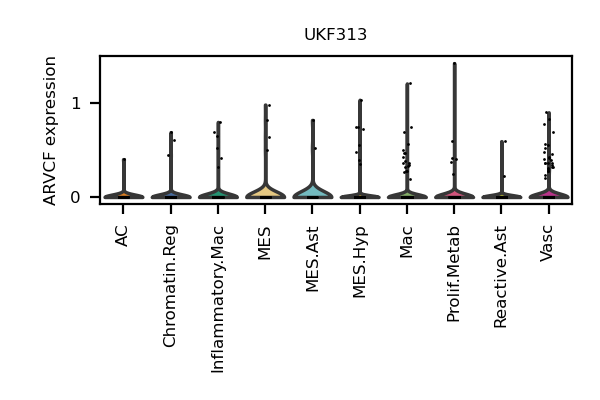 UKF313
ARVCF expression
1
0
AC
Chromatin.Reg
Inflammatory.Mac
MES
MES.Ast
MES.Hyp
Mac
Prolif.Metab
Reactive.Ast
Vasc